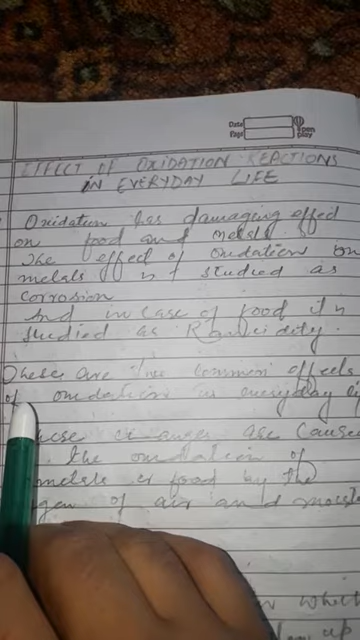 Date
Page
EFFECT OF OXIDATION REACTIONS
IN EVERYDAY LIFE
Oxidation has damaging effect
on food and metals
The effect of oxidation on
metals is studied as
corrosion
And in case of food it is
studied as Rancidity.
These are two common effects
of oxidation in everyday
changes are caused
the oxidation of
metals or food by the
of air and
up